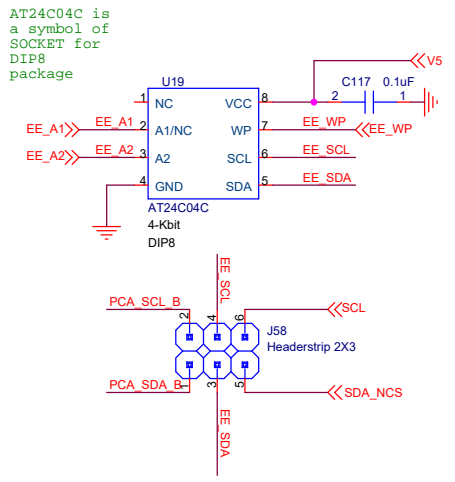 AT24C04C is
a symbol of
SOCKET for
DIP8
package
V5
U19
C117 0.1uF
1 NC VCC 8
2 1
EE_A1 EE_A1 2 A1/NC WP 7 EE_WP EE_WP
EE_A2 EE_A2 3 A2 SCL 6 EE_SCL
4 GND SDA 5 EE_SDA
AT24C04C
4-Kbit
DIP8
EE_SCL
PCA_SCL_B 2 4 6 SCL
J58
Headerstrip 2X3
PCA_SDA_B 1 3 5 SDA_NCS
EE_SDA